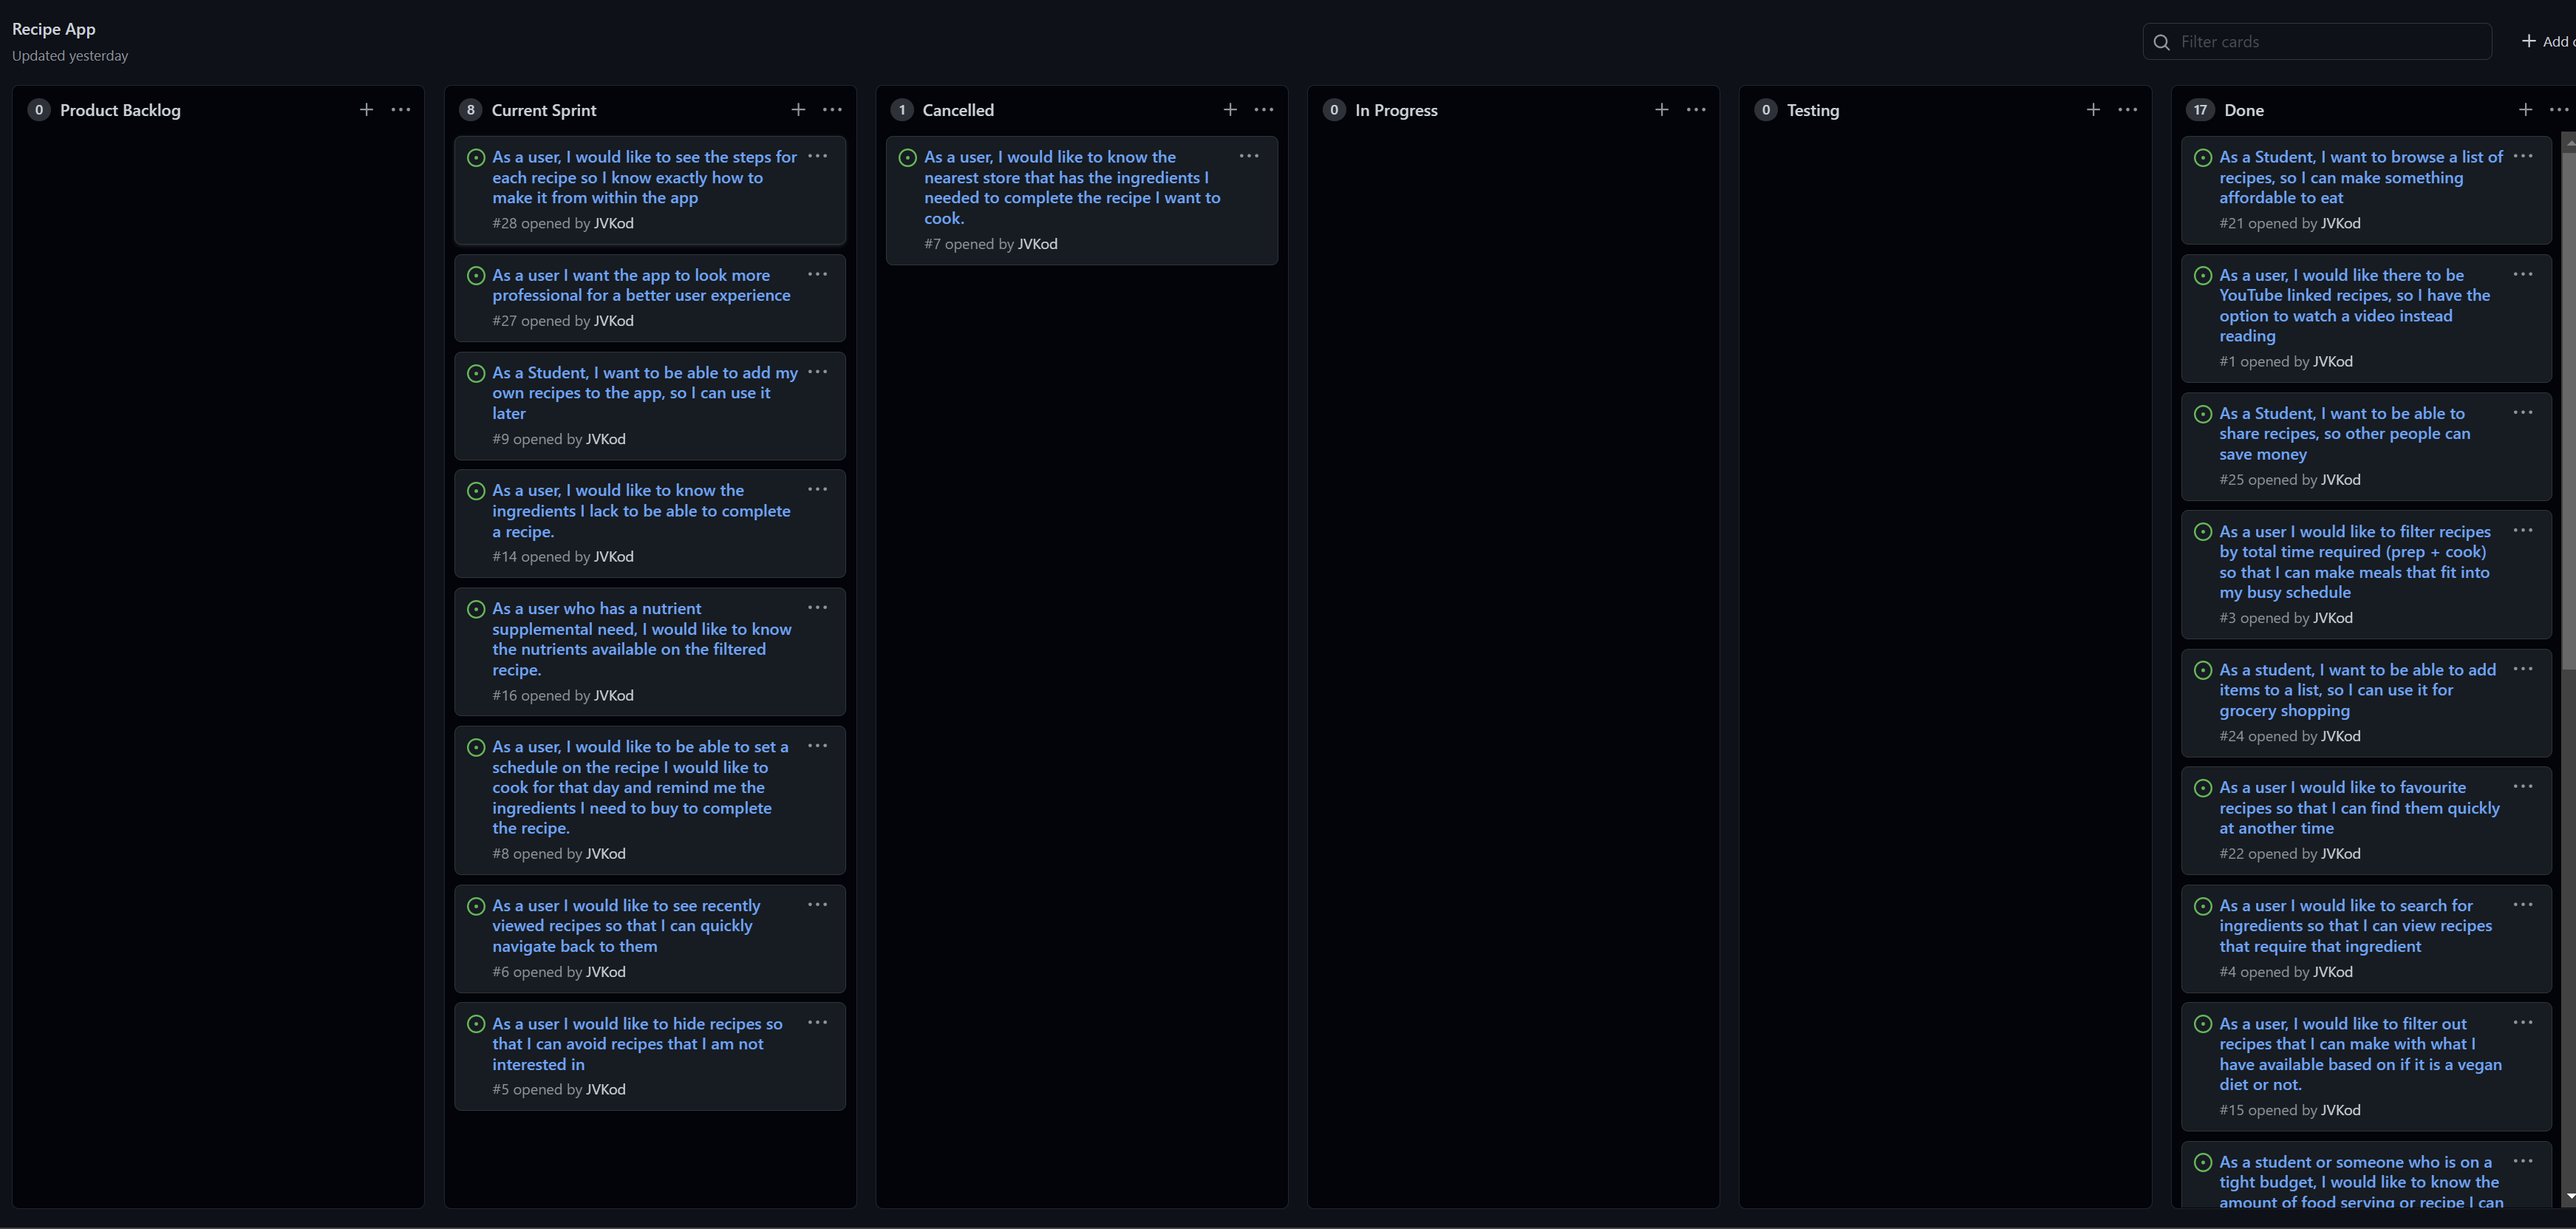 Recipe App
Updated yesterday
Filter cards
Add
0 Product Backlog
8 Current Sprint
As a user, I would like to see the steps for
each recipe so I know exactly how to
make it from within the app
#28 opened by JVKod
As a user I want the app to look more
professional for a better user experience
#27 opened by JVKod
As a Student, I want to be able to add my
own recipes to the app, so I can use it
later
#9 opened by JVKod
As a user, I would like to know the
ingredients I lack to be able to complete
a recipe.
#14 opened by JVKod
As a user who has a nutrient
supplemental need, I would like to know
the nutrients available on the filtered
recipe.
#16 opened by JVKod
As a user, I would like to be able to set a
schedule on the recipe I would like to
cook for that day and remind me the
ingredients I need to buy to complete
the recipe.
#8 opened by JVKod
As a user I would like to see recently
viewed recipes so that I can quickly
navigate back to them
#6 opened by JVKod
As a user I would like to hide recipes so
that I can avoid recipes that I am not
interested in
#5 opened by JVKod
1 Cancelled
As a user, I would like to know the
nearest store that has the ingredients I
needed to complete the recipe I want to
cook.
#7 opened by JVKod
0 In Progress
0 Testing
17 Done
As a Student, I want to browse a list of
recipes, so I can make something
affordable to eat
#21 opened by JVKod
As a user, I would like there to be
YouTube linked recipes, so I have the
option to watch a video instead
reading
#1 opened by JVKod
As a Student, I want to be able to
share recipes, so other people can
save money
#25 opened by JVKod
As a user I would like to filter recipes
by total time required (prep + cook)
so that I can make meals that fit into
my busy schedule
#3 opened by JVKod
As a student, I want to be able to add
items to a list, so I can use it for
grocery shopping
#24 opened by JVKod
As a user I would like to favourite
recipes so that I can find them quickly
at another time
#22 opened by JVKod
As a user I would like to search for
ingredients so that I can view recipes
that require that ingredient
#4 opened by JVKod
As a user, I would like to filter out
recipes that I can make with what I
have available based on if it is a vegan
diet or not.
#15 opened by JVKod
As a student or someone who is on a
tight budget, I would like to know the
amount of food serving or recipe I can